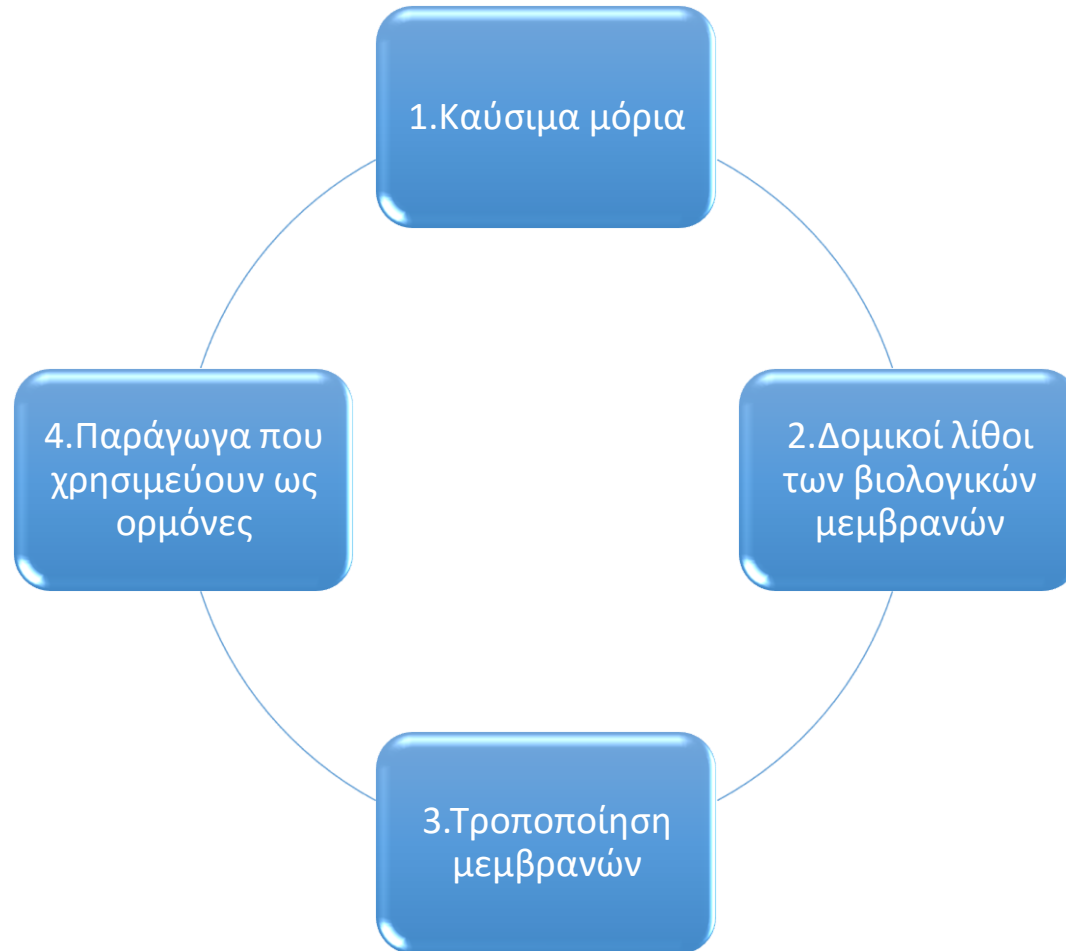 1.Καύσιμα μόρια
2.Δομικοί λίθοι
των βιολογικών
μεμβρανών
3.Τροποποίηση
μεμβρανών
4.Παράγωγα που
χρησιμεύουν ως
ορμόνες